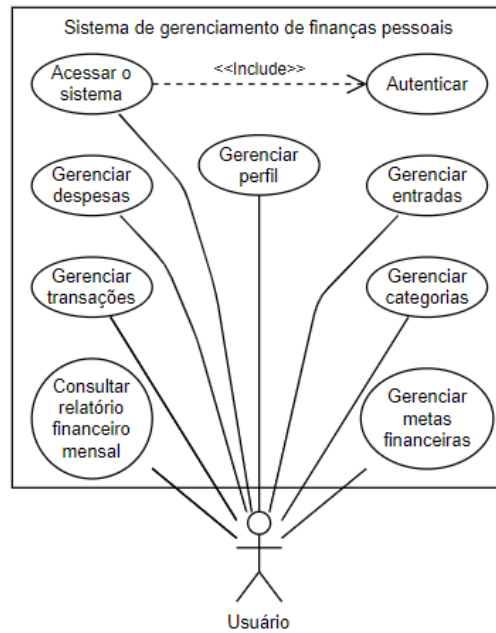 Sistema de gerenciamento de finanças pessoais
Acessar o
sistema
<<Include>>
Autenticar
Gerenciar
perfil
Gerenciar
despesas
Gerenciar
entradas
Gerenciar
transações
Gerenciar
categorias
Consultar
relatório
financeiro
mensal
Gerenciar
metas
financeiras
Usuário